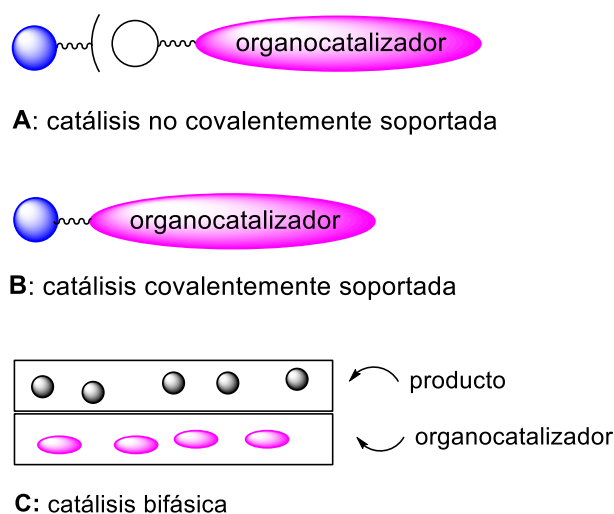 organocatalizador
A: catálisis no covalentemente soportada
organocatalizador
B: catálisis covalentemente soportada
producto
organocatalizador
C: catálisis bifásica